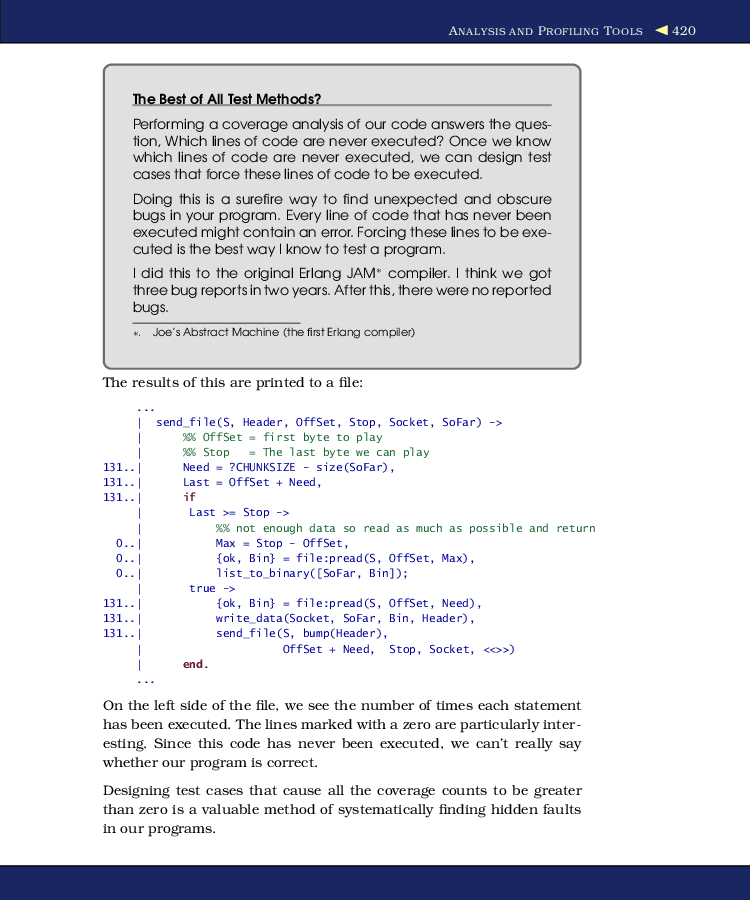 ANALYSIS AND PROFILING TOOLS ◀ 420
The Best of All Test Methods?
Performing a coverage analysis of our code answers the ques-
tion, Which lines of code are never executed? Once we know
which lines of code are never executed, we can design test
cases that force these lines of code to be executed.
Doing this is a surefire way to find unexpected and obscure
bugs in your program. Every line of code that has never been
executed might contain an error. Forcing these lines to be exe-
cuted is the best way I know to test a program.
I did this to the original Erlang JAM* compiler. I think we got
three bug reports in two years. After this, there were no reported
bugs.
*. Joe's Abstract Machine (the first Erlang compiler)
The results of this are printed to a file:
...
| send_file(S, Header, OffSet, Stop, Socket, SoFar) ->
| %% OffSet = first byte to play
| %% Stop   = The last byte we can play
131..| Need = ?CHUNKSIZE - size(SoFar),
131..| Last = OffSet + Need,
131..| if
| Last >= Stop ->
| %% not enough data so read as much as possible and return
0..| Max = Stop - OffSet,
0..| {ok, Bin} = file:pread(S, OffSet, Max),
0..| list_to_binary([SoFar, Bin]);
| true ->
131..| {ok, Bin} = file:pread(S, OffSet, Need),
131..| write_data(Socket, SoFar, Bin, Header),
131..| send_file(S, bump(Header),
| OffSet + Need,  Stop, Socket, <<>>)
| end.
...
On the left side of the file, we see the number of times each statement
has been executed. The lines marked with a zero are particularly inter-
esting. Since this code has never been executed, we can't really say
whether our program is correct.
Designing test cases that cause all the coverage counts to be greater
than zero is a valuable method of systematically finding hidden faults
in our programs.